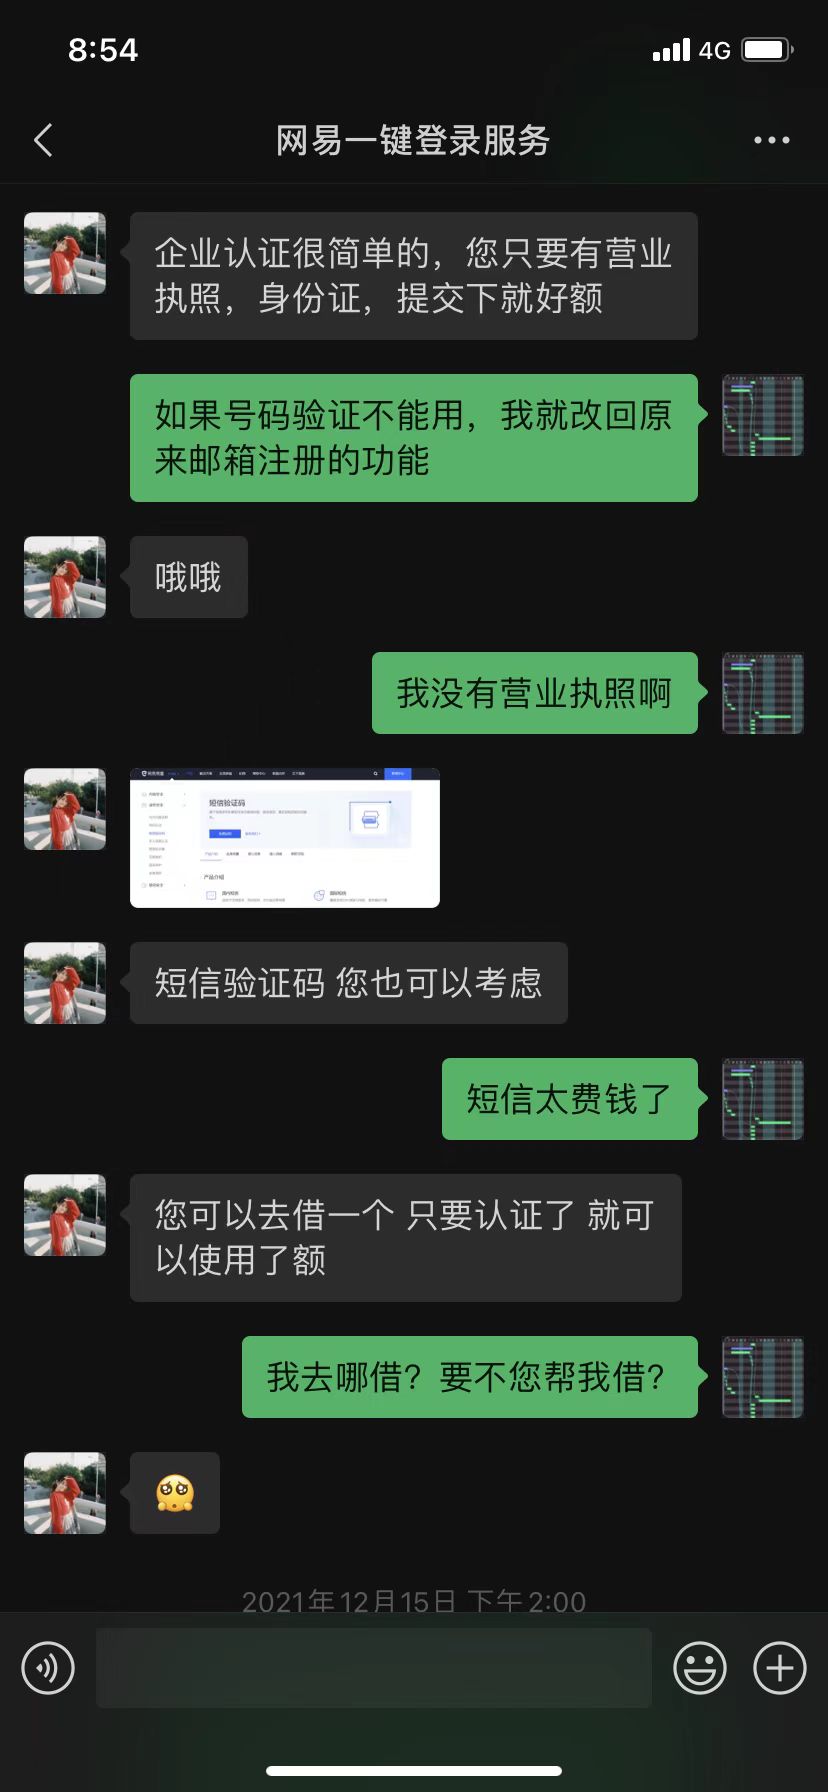 8:54
4G
网易一键登录服务
企业认证很简单的，您只要有营业
执照，身份证，提交下就好额
如果号码验证不能用，我就改回原
来邮箱注册的功能
哦哦
我没有营业执照啊
短信验证码
产品介绍
短信验证码 您也可以考虑
短信太费钱了
您可以去借一个 只要认证了 就可
以使用了额
我去哪借？要不您帮我借？
2021年12月15日 下午2:00